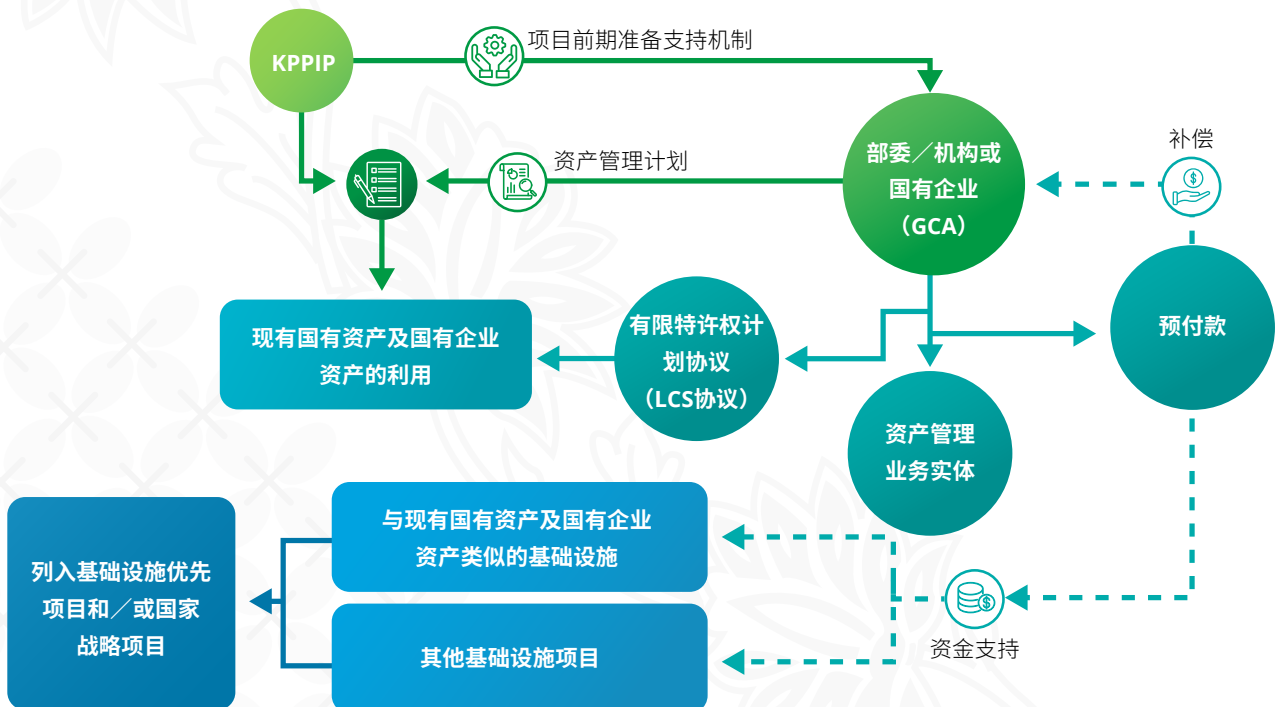 KPPIP
项目前期准备支持机制
资产管理计划
部委／机构或
国有企业
（GCA）
补偿
现有国有资产及国有企业
资产的利用
有限特许权计
划协议
（LCS协议）
预付款
资产管理
业务实体
与现有国有资产及国有企业
资产类似的基础设施
列入基础设施优先
项目和／或国家
战略项目
其他基础设施项目
资金支持